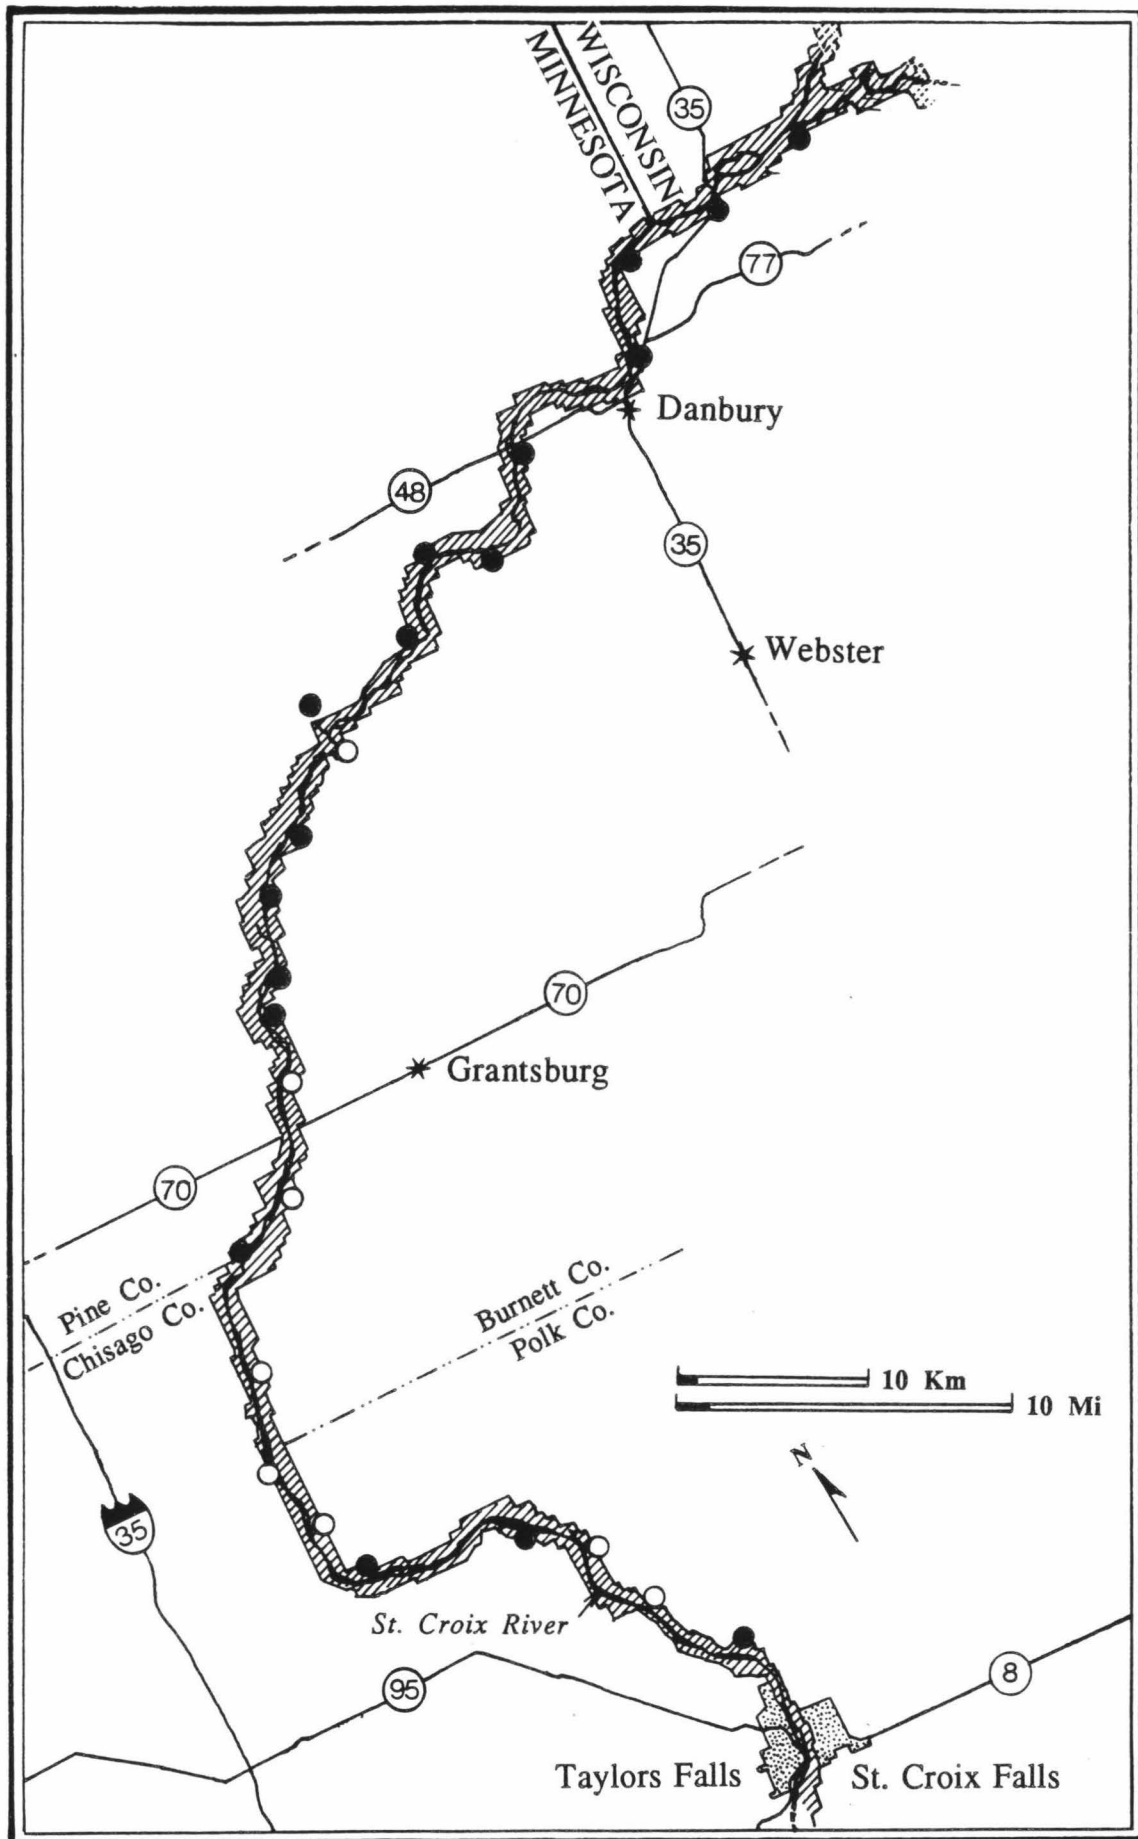 WISCONSIN
MINNESOTA
35
77
Danbury
48
35
Webster
70
Grantsburg
70
Pine Co.
Chisago Co.
Burnett Co.
Polk Co.
10 Km
10 Mi
N
35
St. Croix River
95
8
Taylors Falls
St. Croix Falls